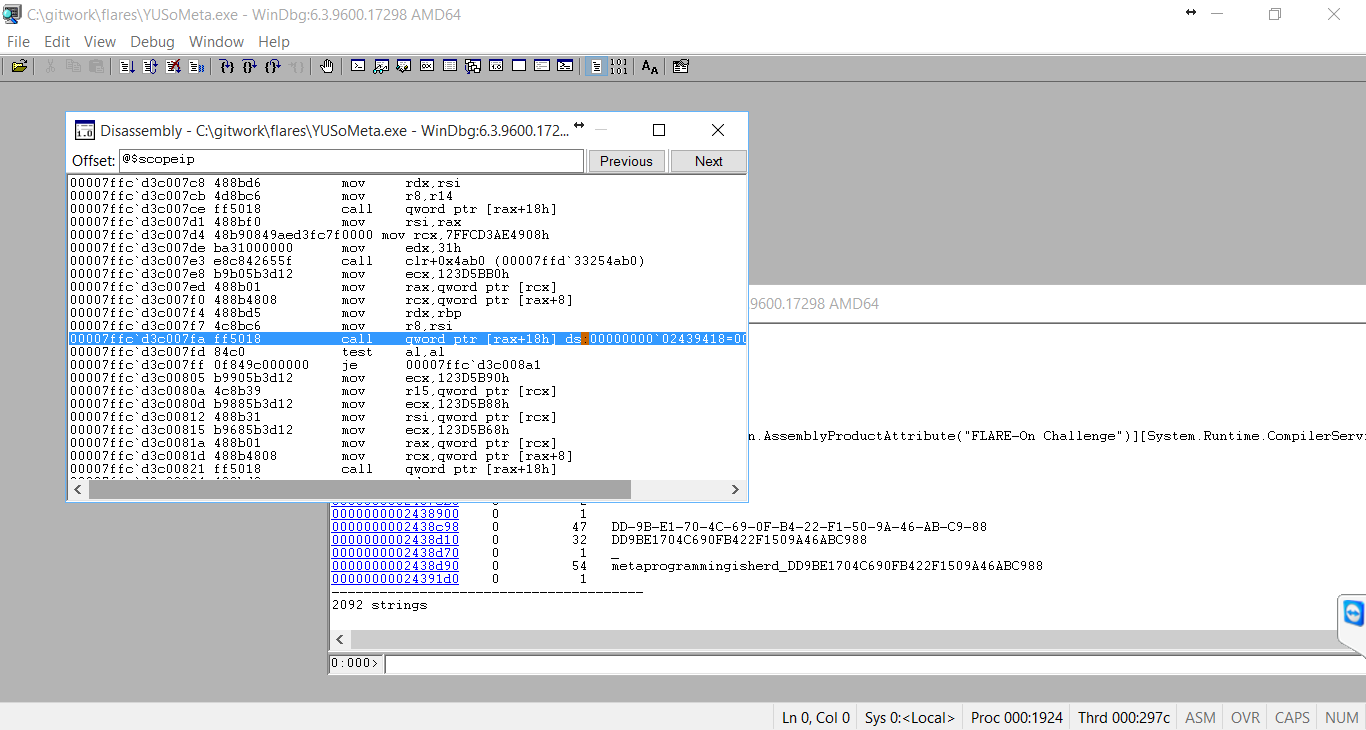 C:\gitwork\flares\YUSoMeta.exe - WinDbg:6.3.9600.17298 AMD64
File Edit View Debug Window Help
Disassembly - C:\gitwork\flares\YUSoMeta.exe - WinDbg:6.3.9600.172...
Offset: @$scopeip Previous Next
00007ffc`d3c007c8 488bd6 mov rdx,rsi
00007ffc`d3c007cb 4d8bc6 mov r8,r14
00007ffc`d3c007ce ff5018 call qword ptr [rax+18h]
00007ffc`d3c007d1 488bf0 mov rsi,rax
00007ffc`d3c007d4 48b90849aed3fc7f0000 mov rcx,7FFCD3AE4908h
00007ffc`d3c007de ba31000000 mov edx,31h
00007ffc`d3c007e3 e8c842655f call clr+0x4ab0 (00007ffd`33254ab0)
00007ffc`d3c007e8 b9b05b3d12 mov ecx,123D5BB0h
00007ffc`d3c007ed 488b01 mov rax,qword ptr [rcx]
00007ffc`d3c007f0 488b4808 mov rcx,qword ptr [rax+8]
00007ffc`d3c007f4 488bd5 mov rdx,rbp
00007ffc`d3c007f7 4c8bc6 mov r8,rsi
00007ffc`d3c007fa ff5018 call qword ptr [rax+18h] ds:00000000`02439418=00
00007ffc`d3c007fd 84c0 test al,al
00007ffc`d3c007ff 0f849c000000 je 00007ffc`d3c008a1
00007ffc`d3c00805 b9905b3d12 mov ecx,123D5B90h
00007ffc`d3c0080a 4c8b39 mov r15,qword ptr [rcx]
00007ffc`d3c0080d b9885b3d12 mov ecx,123D5B88h
00007ffc`d3c00812 488b31 mov rsi,qword ptr [rcx]
00007ffc`d3c00815 b9685b3d12 mov ecx,123D5B68h
00007ffc`d3c0081a 488b01 mov rax,qword ptr [rcx]
00007ffc`d3c0081d 488b4808 mov rcx,qword ptr [rax+8]
00007ffc`d3c00821 ff5018 call qword ptr [rax+18h]
9600.17298 AMD64
n.AssemblyProductAttribute("FLARE-On Challenge")][System.Runtime.CompilerServi
0000000002438900 0 1
0000000002438c98 0 47 DD-9B-E1-70-4C-69-0F-B4-22-F1-50-9A-46-AB-C9-88
0000000002438d10 0 32 DD9BE1704C690FB422F1509A46ABC988
0000000002438d70 0 1 _
0000000002438d90 0 54 metaprogrammingisherd_DD9BE1704C690FB422F1509A46ABC988
00000000024391d0 0 1
---------------------------------------
2092 strings
0:000>
Ln 0, Col 0 Sys 0:<Local> Proc 000:1924 Thrd 000:297c ASM OVR CAPS NUM